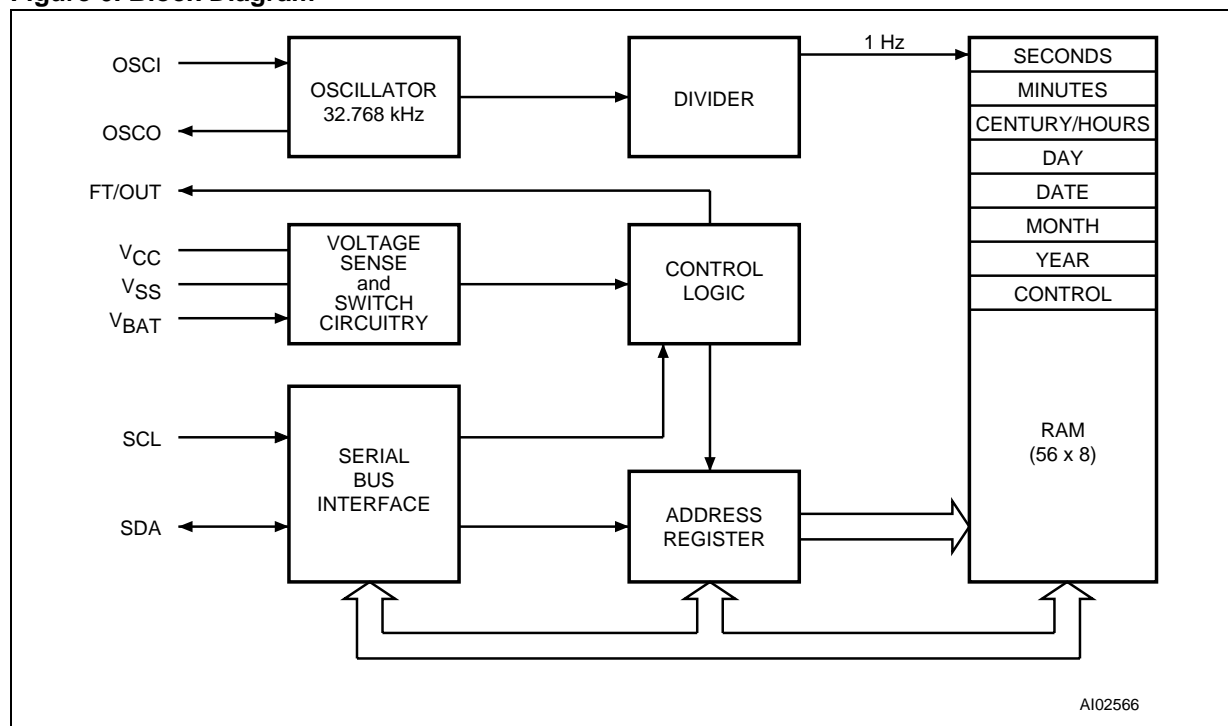 Figure Block Diagram
1 Hz
OSCI
OSCO
OSCILLATOR
32.768 kHz
DIVIDER
SECONDS
MINUTES
CENTURY/HOURS
DAY
DATE
MONTH
YEAR
CONTROL
RAM
(56 x 8)
FT/OUT
VCC
VSS
VBAT
VOLTAGE
SENSE
and
SWITCH
CIRCUITRY
CONTROL
LOGIC
SCL
SDA
SERIAL
BUS
INTERFACE
ADDRESS
REGISTER
AI02566